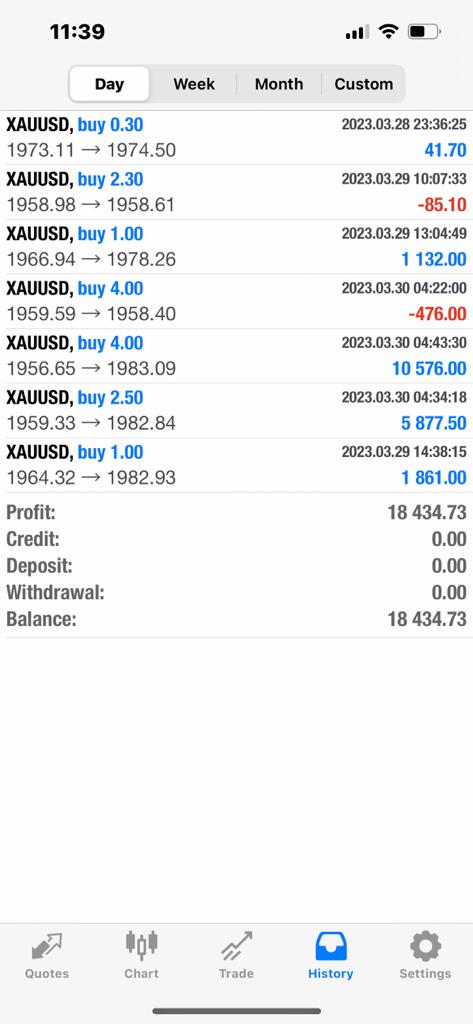 11:39
Day Week Month Custom
XAUUSD, buy 0.30 2023.03.28 23:36:25
1973.11 → 1974.50 41.70
XAUUSD, buy 2.30 2023.03.29 10:07:33
1958.98 → 1958.61 -85.10
XAUUSD, buy 1.00 2023.03.29 13:04:49
1966.94 → 1978.26 1 132.00
XAUUSD, buy 4.00 2023.03.30 04:22:00
1959.59 → 1958.40 -476.00
XAUUSD, buy 4.00 2023.03.30 04:43:30
1956.65 → 1983.09 10 576.00
XAUUSD, buy 2.50 2023.03.30 04:34:18
1959.33 → 1982.84 5 877.50
XAUUSD, buy 1.00 2023.03.29 14:38:15
1964.32 → 1982.93 1 861.00
Profit: 18 434.73
Credit: 0.00
Deposit: 0.00
Withdrawal: 0.00
Balance: 18 434.73
Quotes Chart Trade History Settings